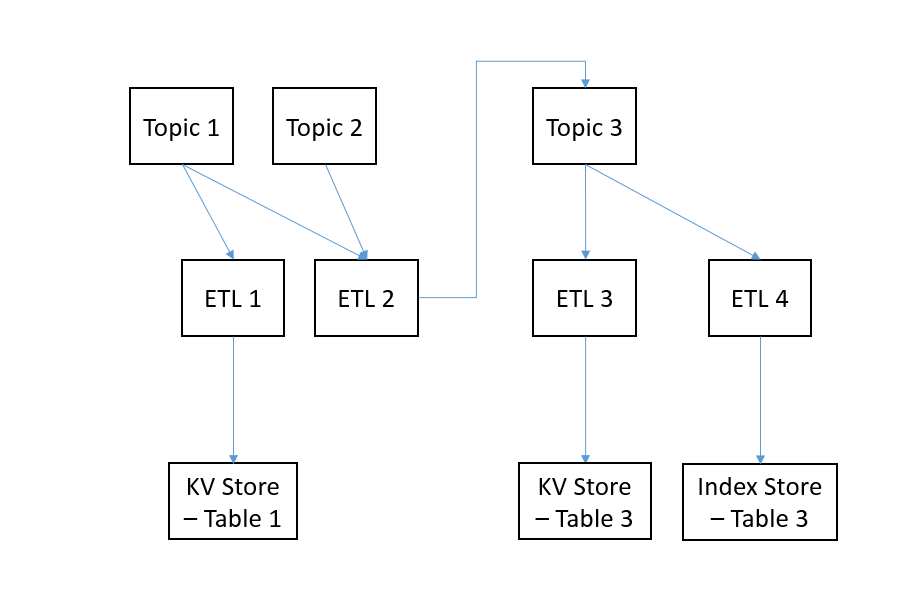 Topic 1
Topic 2
Topic 3
ETL 1
ETL 2
ETL 3
ETL 4
KV Store
– Table 1
KV Store
– Table 3
Index Store
– Table 3